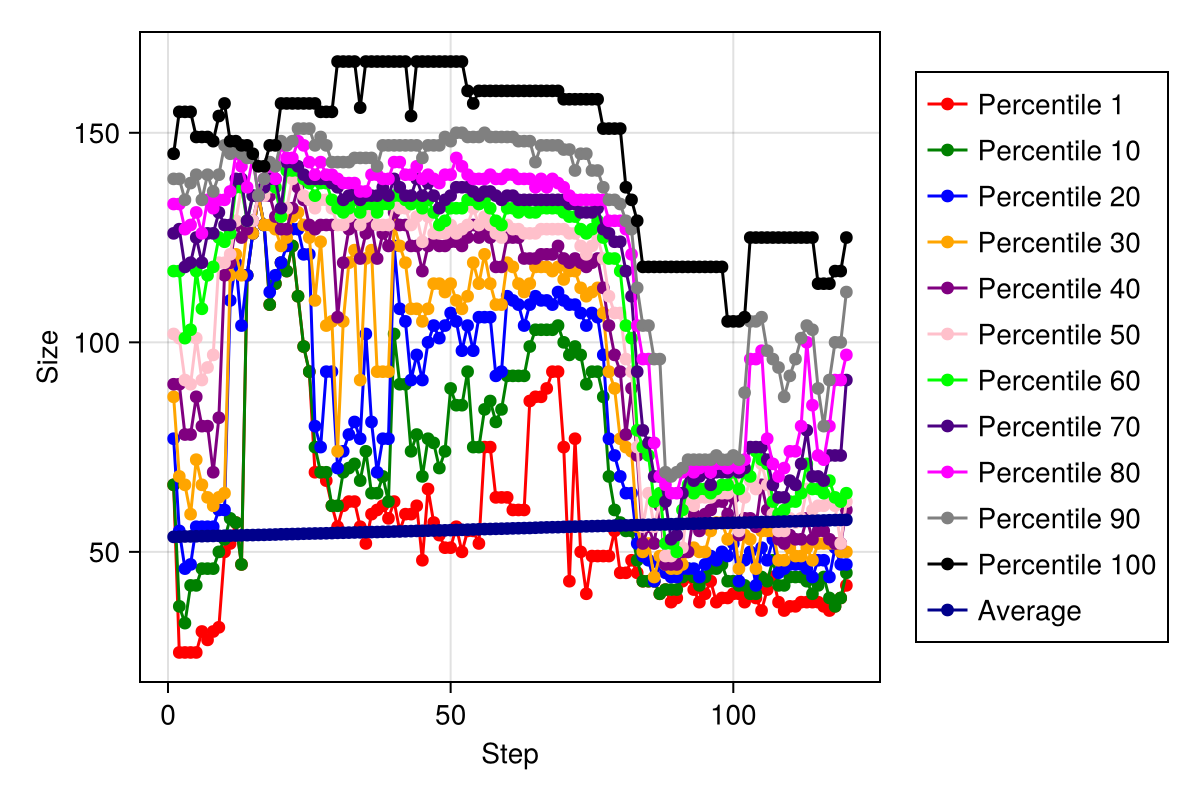 150
100
50
Size
0
50
100
Step
Percentile 1
Percentile 10
Percentile 20
Percentile 30
Percentile 40
Percentile 50
Percentile 60
Percentile 70
Percentile 80
Percentile 90
Percentile 100
Average